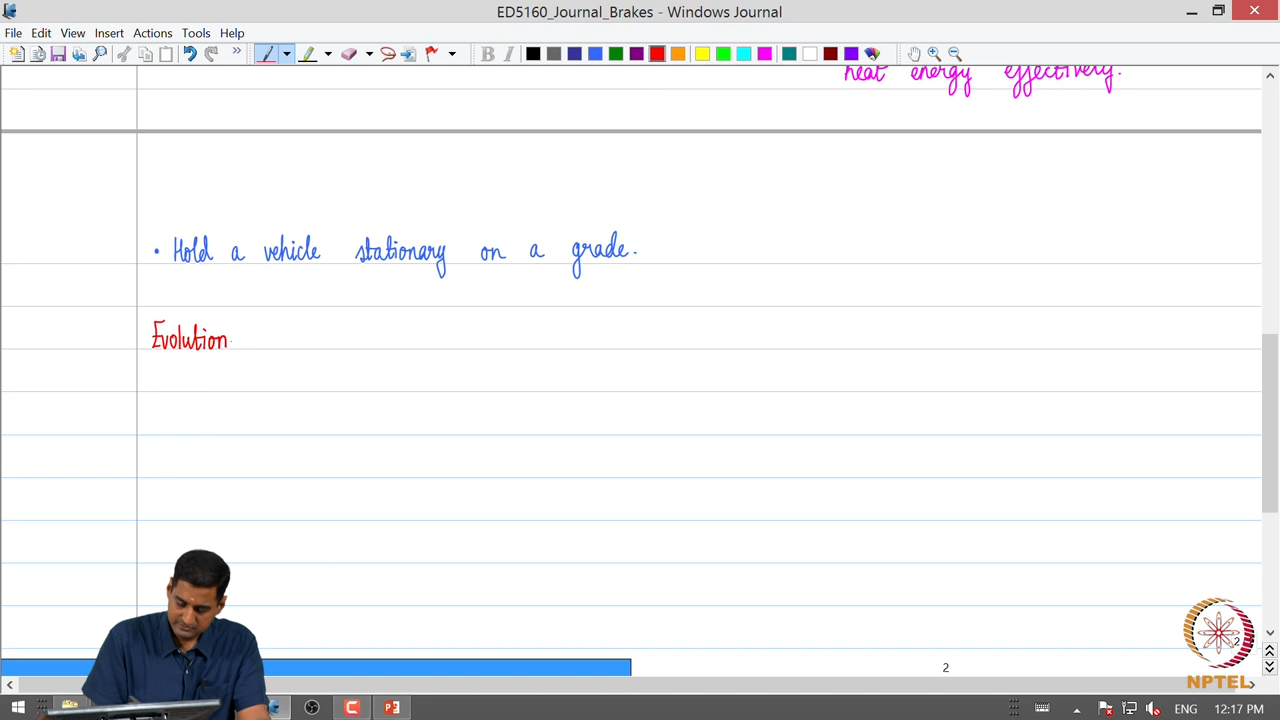 ED5160_Journal_Brakes - Windows Journal
File Edit View Insert Actions Tools Help
heat energy effectively.
• Hold a vehicle stationary on a grade.
Evolution
2
2
NPTEL
ENG 12:17 PM